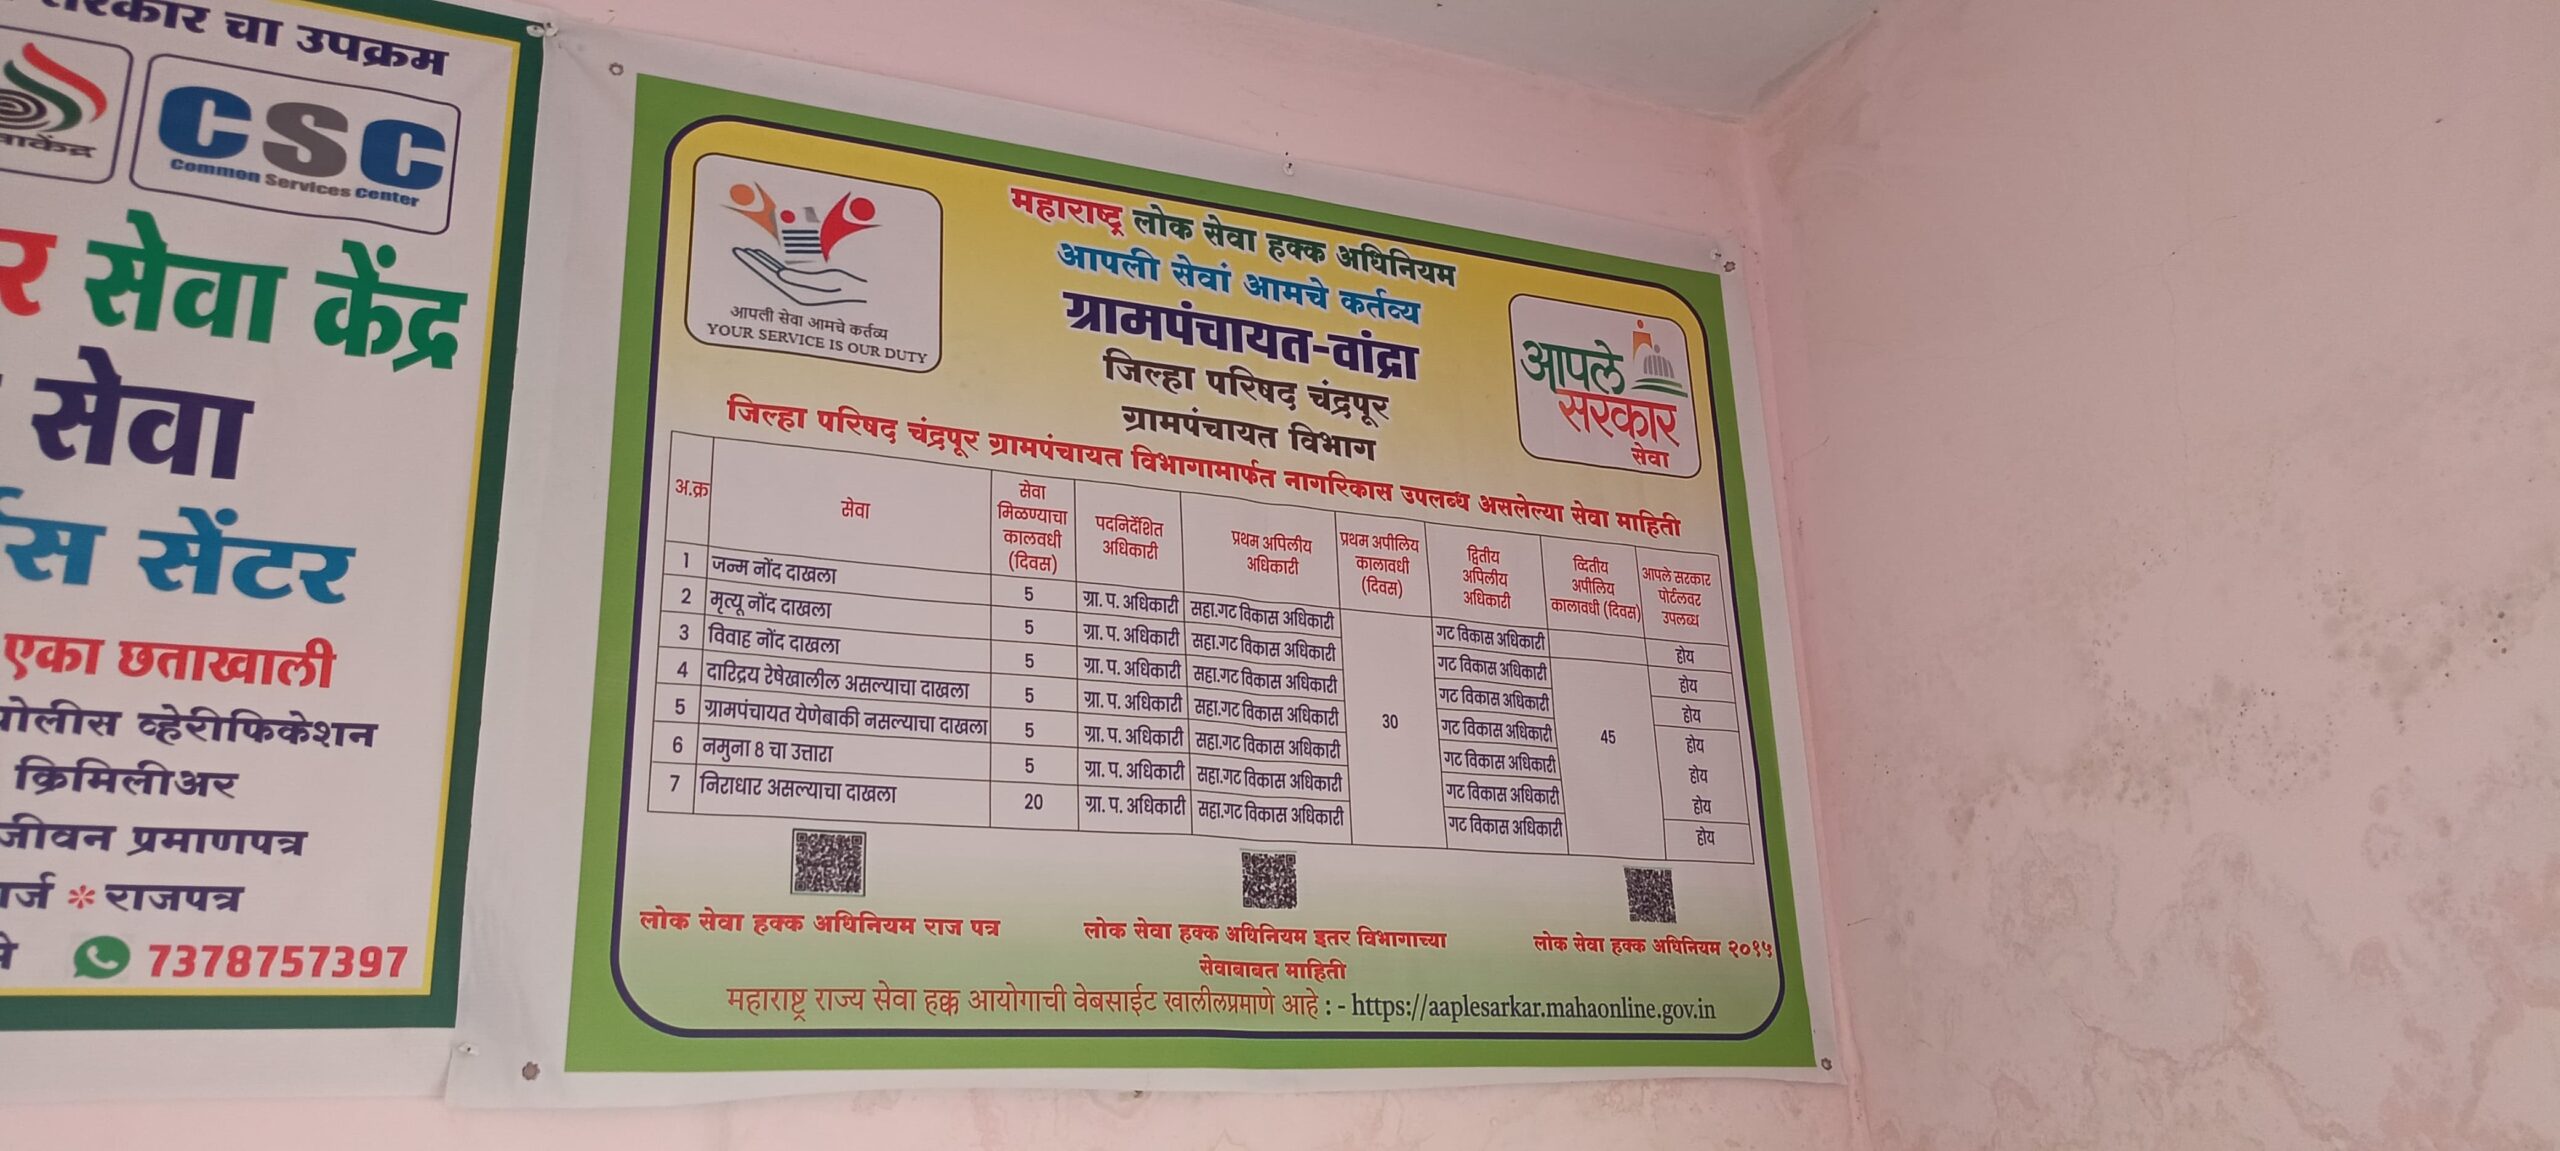 चा उपक्रम
CSC
Common Services Center
सेवा केंद्र
सेवा
सेंटर
एका छताखाली
व्हेरीफिकेशन
क्रिमिलीअर
जीवन प्रमाणपत्र
राजपत्र
7378757397
महाराष्ट्र लोक सेवा हक्क अधिनियम
आपली सेवां आमचे कर्तव्य
ग्रामपंचायत-वांद्रा
जिल्हा परिषद चंद्रपूर
ग्रामपंचायत विभाग
आपली सेवा आमचे कर्तव्य
YOUR SERVICE IS OUR DUTY
आपले
सरकार
सेवा
जिल्हा परिषद चंद्रपूर ग्रामपंचायत विभागामार्फत नागरिकास उपलब्ध असलेल्या सेवा माहिती
अ.क्र सेवा सेवा मिळण्याचा कालवधी (दिवस) पदनिर्देशित अधिकारी प्रथम अपिलीय अधिकारी प्रथम अपीलिय कालावधी (दिवस) द्वितीय अपिलीय अधिकारी व्दितीय अपीलिय कालावधी (दिवस) आपले सरकार पोर्टलवर उपलब्ध
1 जन्म नोंद दाखला 5 ग्रा. प. अधिकारी सहा.गट विकास अधिकारी गट विकास अधिकारी होय
2 मृत्यू नोंद दाखला 5 ग्रा. प. अधिकारी सहा.गट विकास अधिकारी गट विकास अधिकारी होय
3 विवाह नोंद दाखला 5 ग्रा. प. अधिकारी सहा.गट विकास अधिकारी गट विकास अधिकारी होय
4 दारिद्रय रेषेखालील असल्याचा दाखला 5 ग्रा. प. अधिकारी सहा.गट विकास अधिकारी 30 गट विकास अधिकारी 45 होय
5 ग्रामपंचायत येणेबाकी नसल्याचा दाखला 5 ग्रा. प. अधिकारी सहा.गट विकास अधिकारी गट विकास अधिकारी होय
6 नमुना 8 चा उत्तारा 5 ग्रा. प. अधिकारी सहा.गट विकास अधिकारी गट विकास अधिकारी होय
7 निराधार असल्याचा दाखला 20 ग्रा. प. अधिकारी सहा.गट विकास अधिकारी गट विकास अधिकारी होय
लोक सेवा हक्क अधिनियम राज पत्र
लोक सेवा हक्क अधिनियम इतर विभागाच्या
सेवाबाबत माहिती
लोक सेवा हक्क अधिनियम २०१५
महाराष्ट्र राज्य सेवा हक्क आयोगाची वेबसाईट खालीलप्रमाणे आहे : - https://aaplesarkar.mahaonline.gov.in